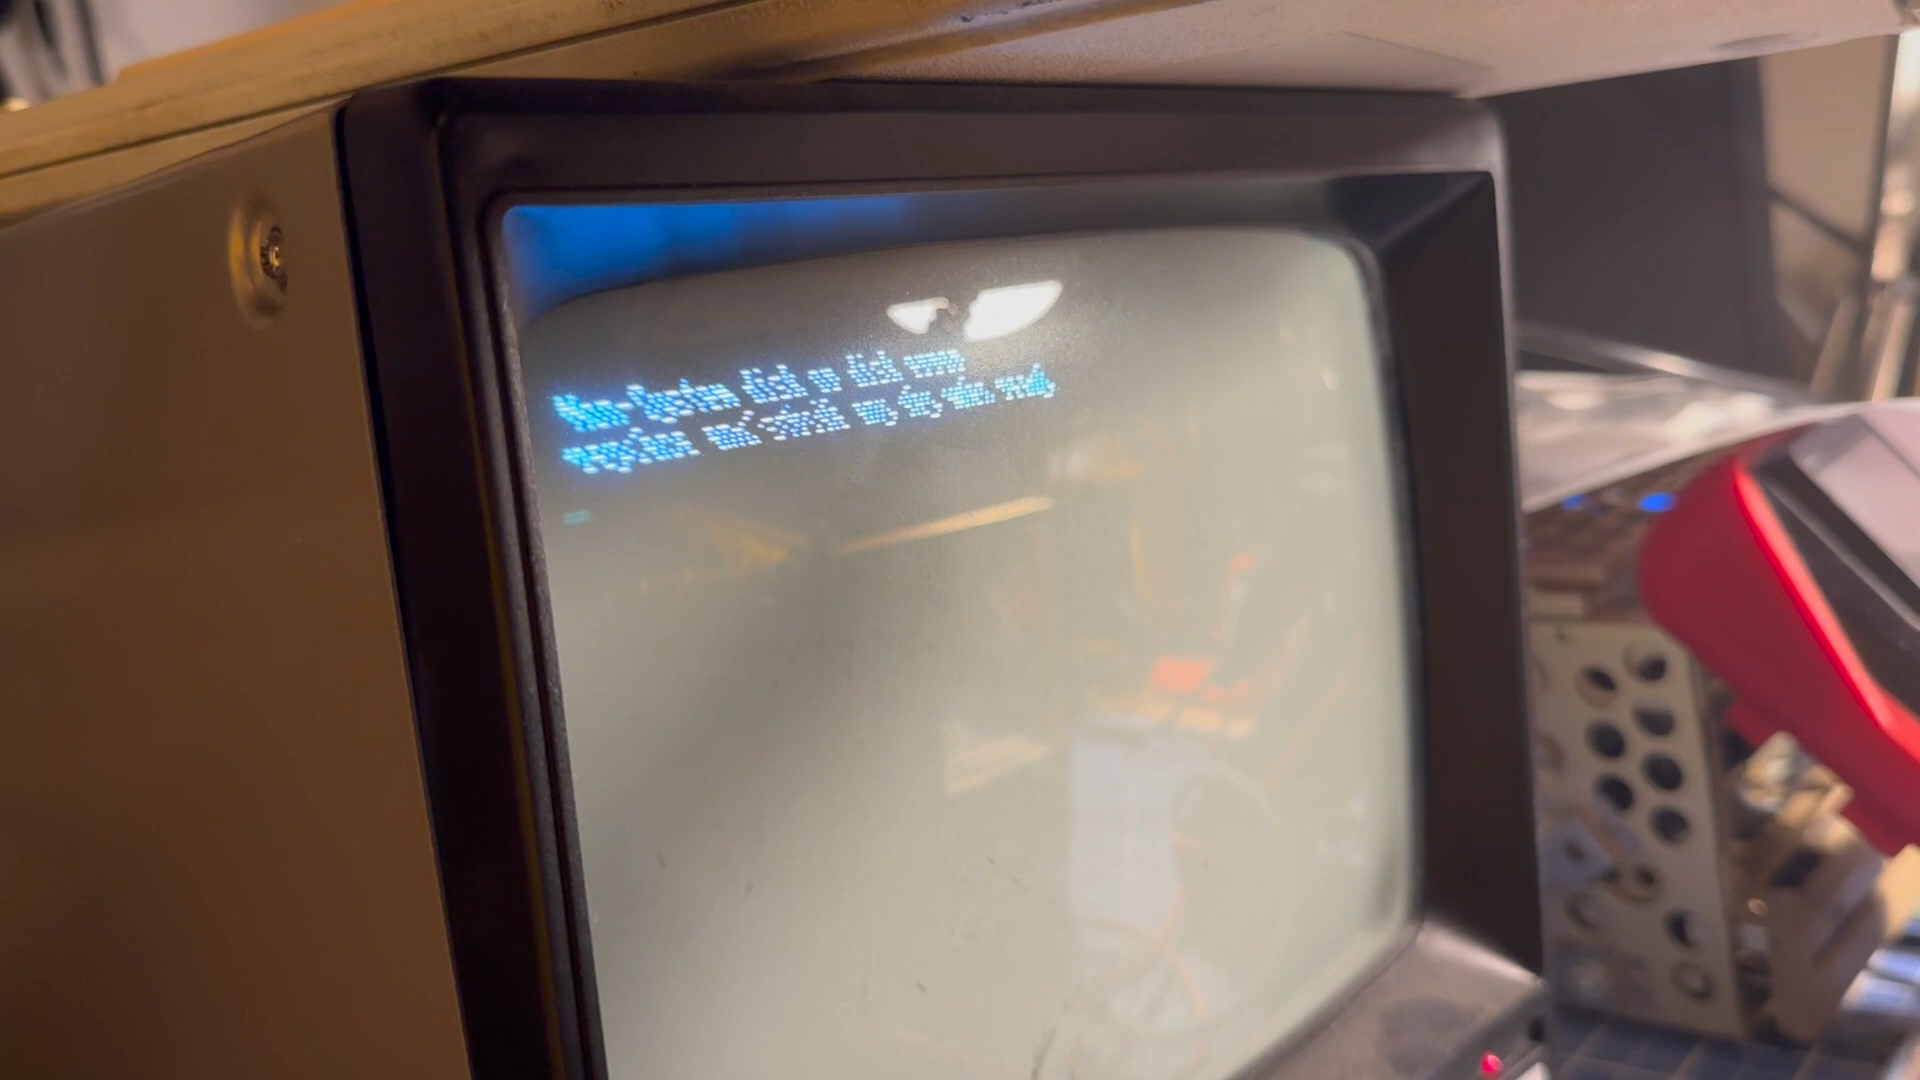 Non-System disk or disk error
replace and strike any key when ready